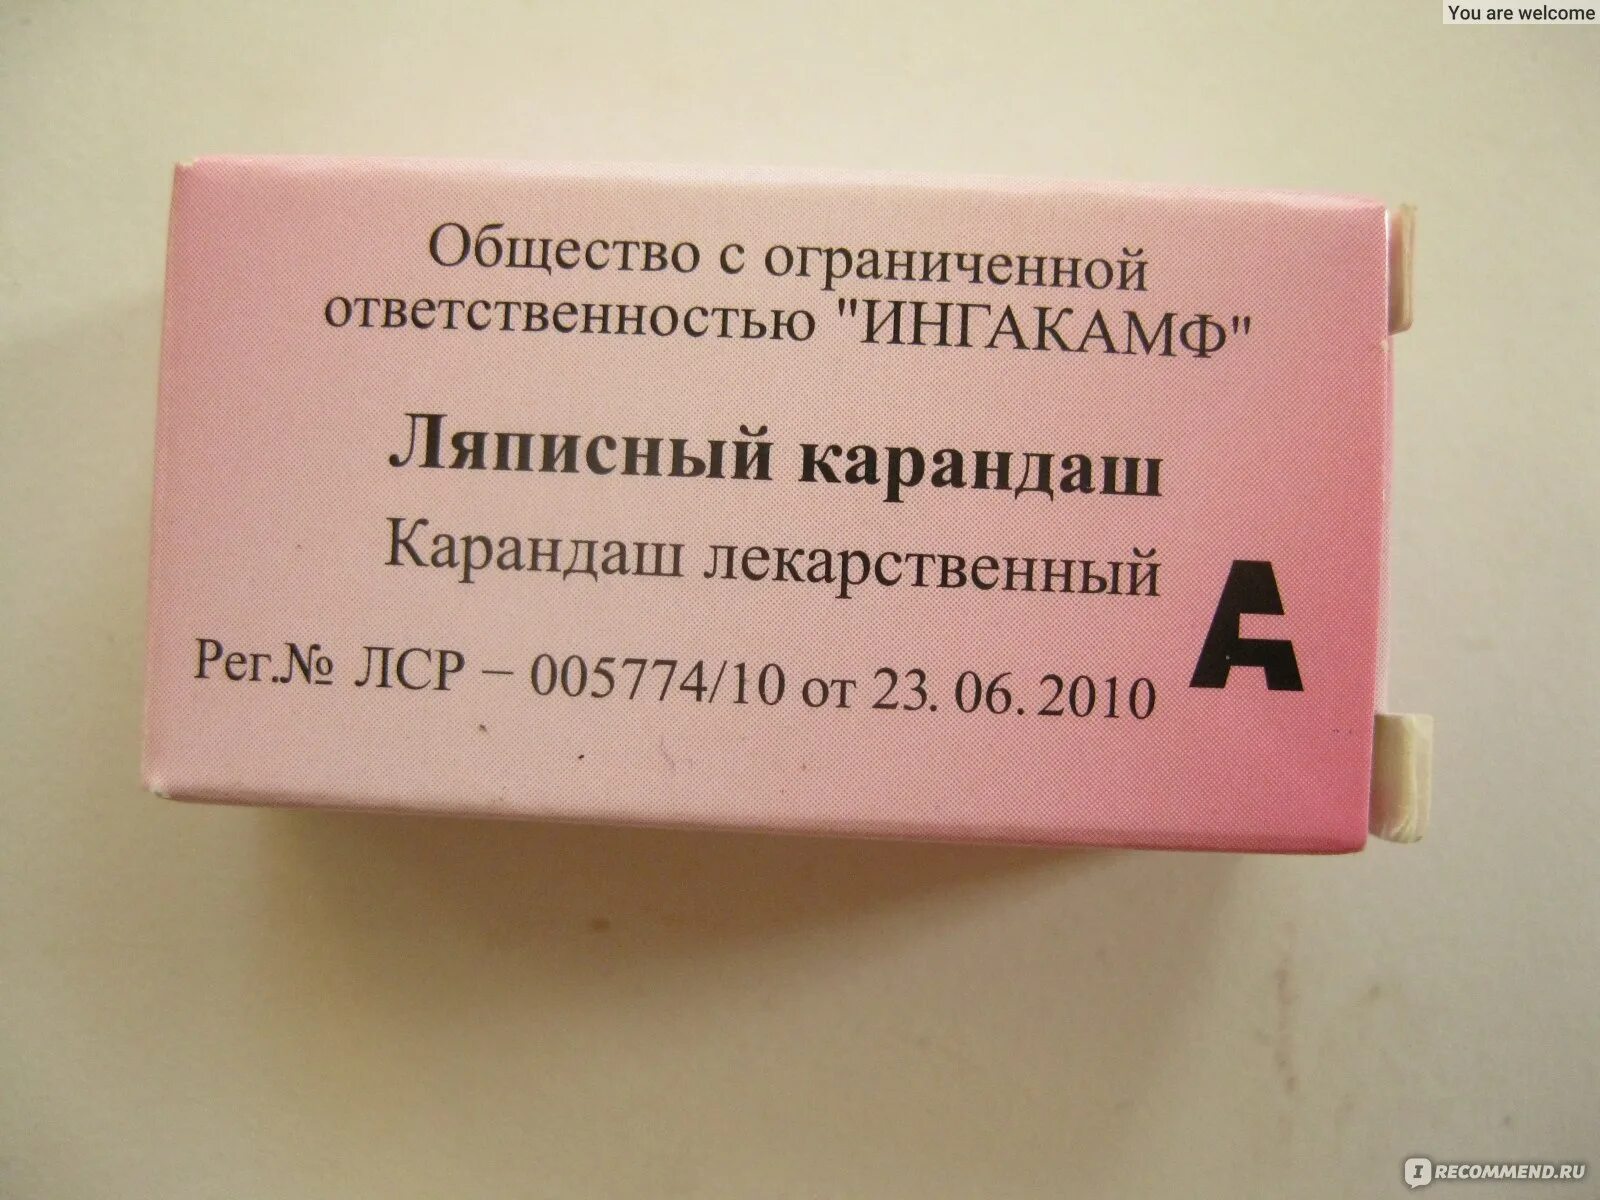 You are welcome
Общество с ограниченной
ответственностью "ИНГАКАМФ"
Ляписный карандаш
Карандаш лекарственный
А
Рег.№ ЛСР – 005774/10 от 23. 06. 2010
I RECOMMEND.RU